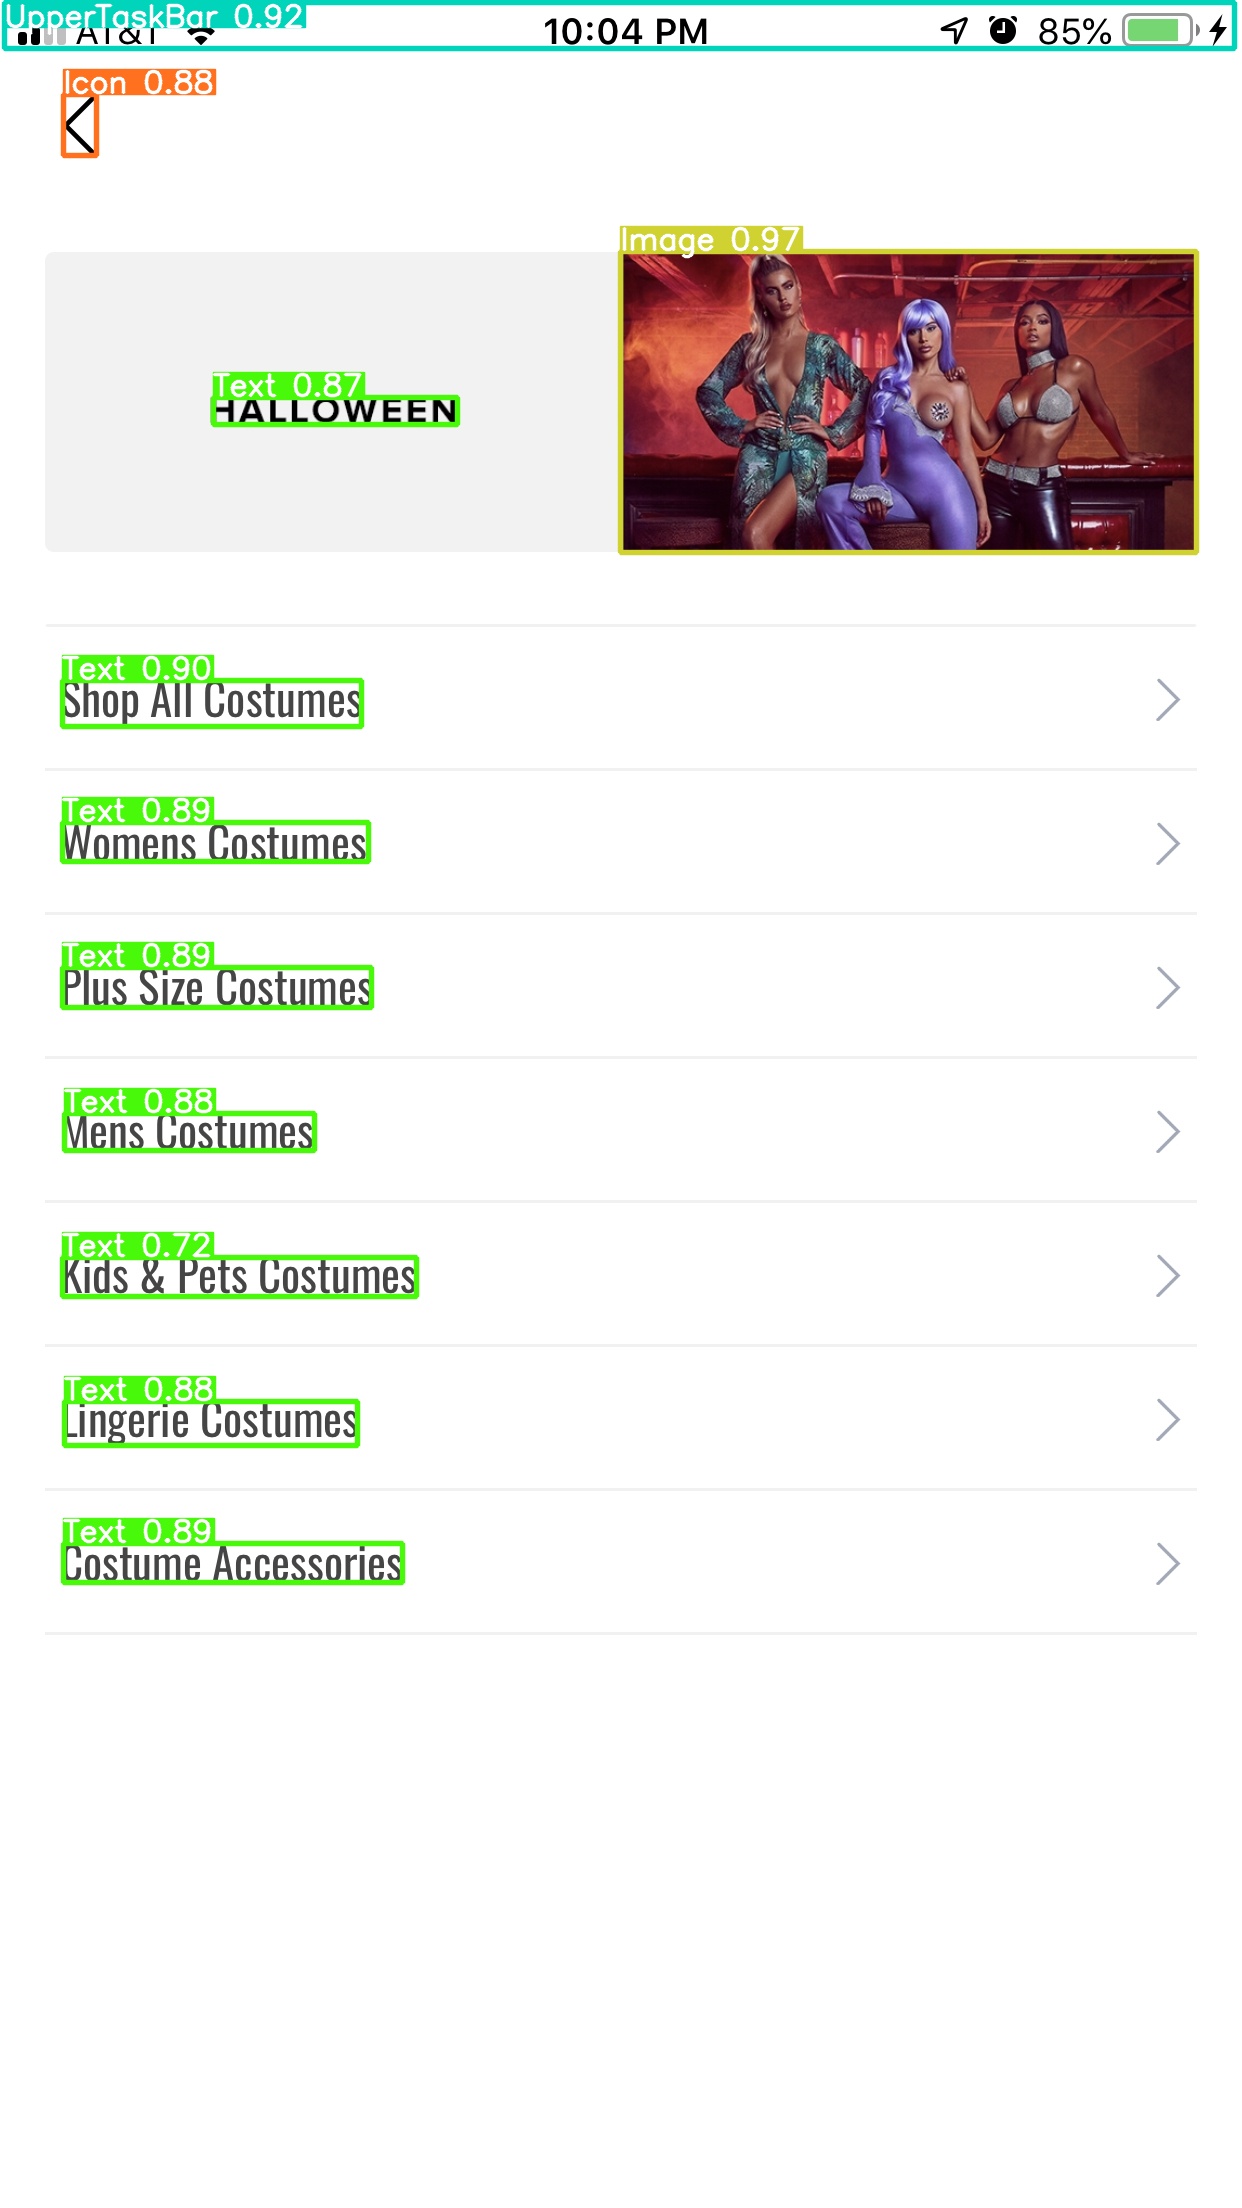 UpperTaskBar 0.92
AT&T 10:04 PM 85%
Icon 0.88
Image 0.97
Text 0.87
HALLOWEEN
Text 0.90
Shop All Costumes
Text 0.89
Womens Costumes
Text 0.89
Plus Size Costumes
Text 0.88
Mens Costumes
Text 0.72
Kids & Pets Costumes
Text 0.88
Lingerie Costumes
Text 0.89
Costume Accessories